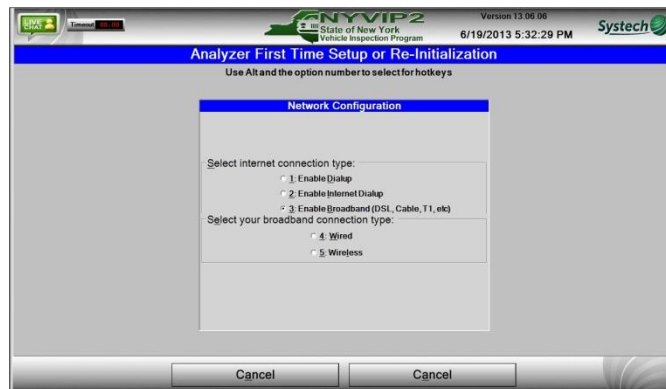 LIVE
CHAT
Timeout 00:00
NYVIP2
State of New York
Vehicle Inspection Program
Version 13.06.06
6/19/2013 5:32:29 PM
Systech
Analyzer First Time Setup or Re-Initialization
Use Alt and the option number to select for hotkeys
Network Configuration
Select internet connection type:
1: Enable Dialup
2: Enable Internet Dialup
3: Enable Broadband (DSL, Cable, T1, etc)
Select your broadband connection type:
4: Wired
5: Wireless
Cancel Cancel